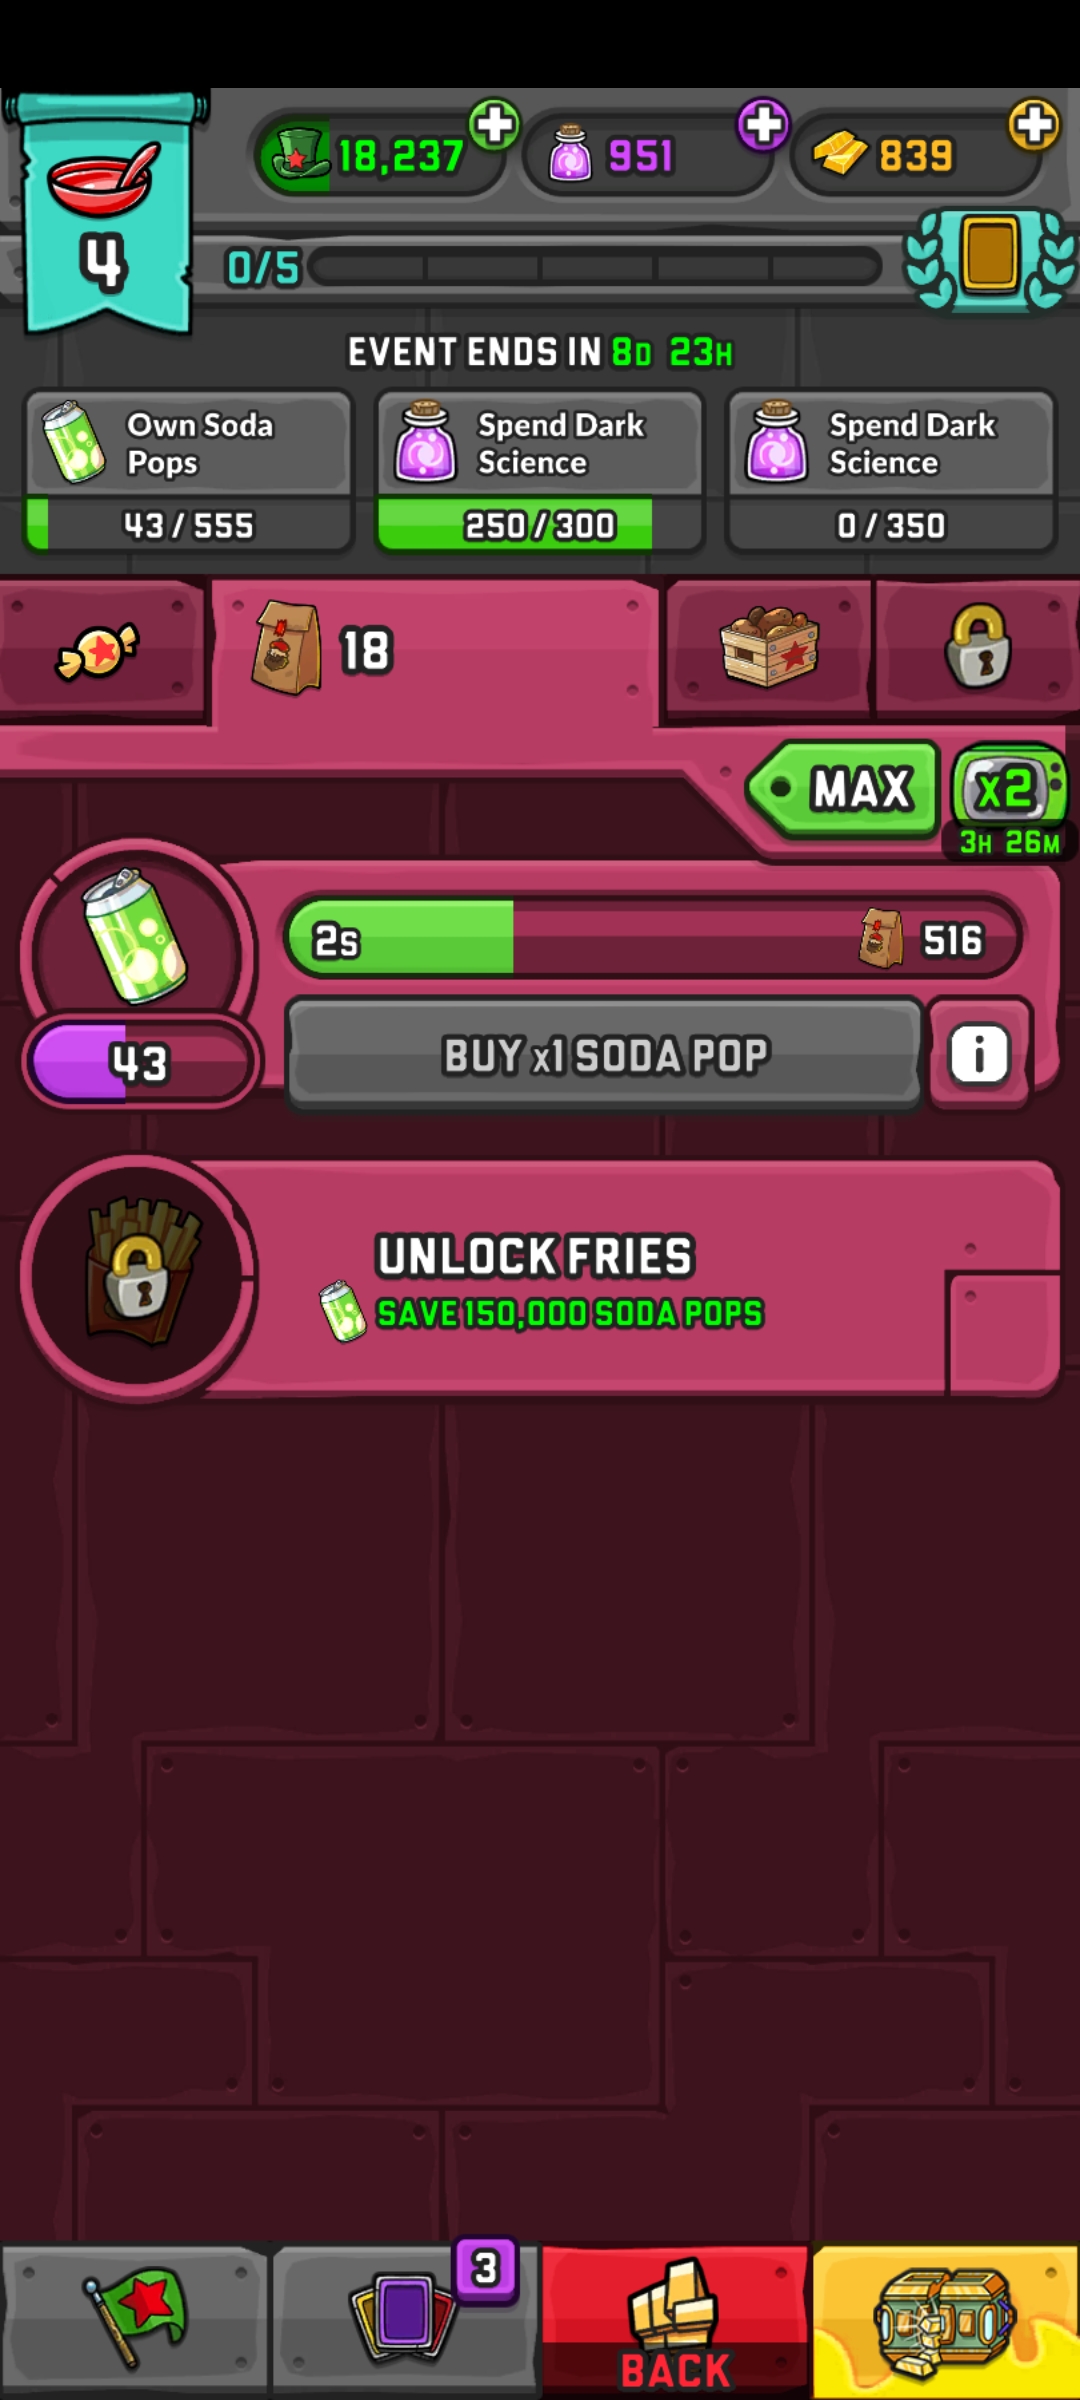 18,237
951
839
4
0/5
EVENT ENDS IN 8D 23H
Own Soda
Pops
43 / 555
Spend Dark
Science
250 / 300
Spend Dark
Science
0 / 350
18
MAX
x2
3H 26M
2s
516
43
BUY x1 SODA POP
i
UNLOCK FRIES
SAVE 150,000 SODA POPS
3
BACK